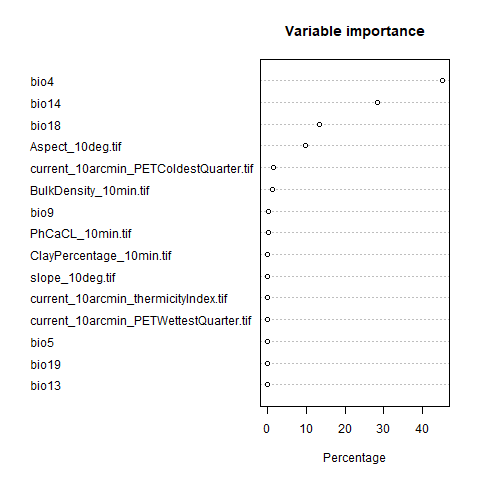 Variable importance
bio4
bio14
bio18
Aspect_10deg.tif
current_10arcmin_PETColdestQuarter.tif
BulkDensity_10min.tif
bio9
PhCaCL_10min.tif
ClayPercentage_10min.tif
slope_10deg.tif
current_10arcmin_thermicityIndex.tif
current_10arcmin_PETWettestQuarter.tif
bio5
bio19
bio13
0 10 20 30 40
Percentage